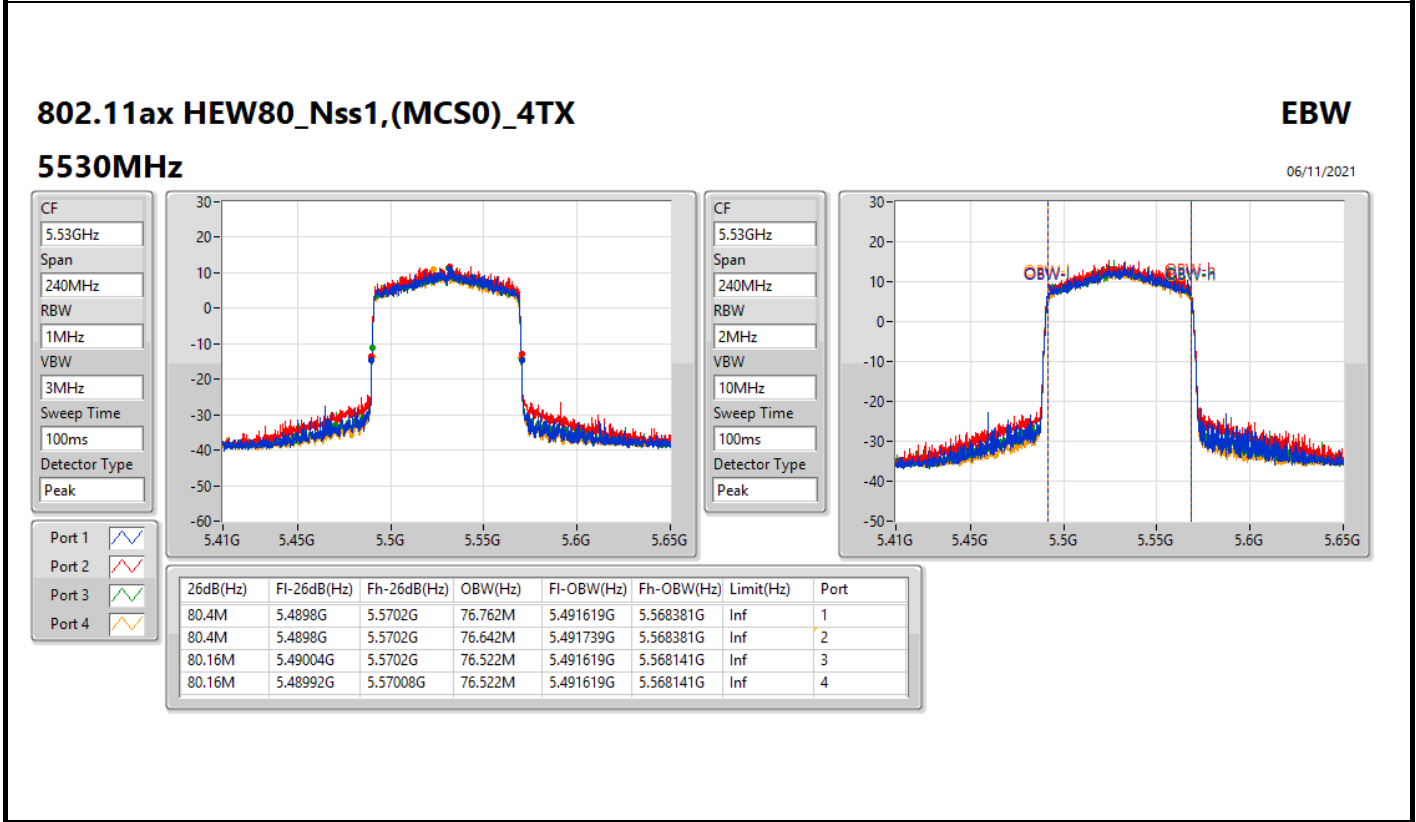 802.11ax HEW80_Nss1,(MCS0)_4TX
EBW
5530MHz
06/11/2021
CF
5.53GHz
Span
240MHz
RBW
1MHz
VBW
3MHz
Sweep Time
100ms
Detector Type
Peak
30
20
10
0
-10
-20
-30
-40
-50
-60
5.41G 5.45G 5.5G 5.55G 5.6G 5.65G
CF
5.53GHz
Span
240MHz
RBW
2MHz
VBW
10MHz
Sweep Time
100ms
Detector Type
Peak
30
20
10
0
-10
-20
-30
-40
-50
OBW-l OBW-h
5.41G 5.45G 5.5G 5.55G 5.6G 5.65G
Port 1
Port 2
Port 3
Port 4
26dB(Hz) Fl-26dB(Hz) Fh-26dB(Hz) OBW(Hz) Fl-OBW(Hz) Fh-OBW(Hz) Limit(Hz) Port
80.4M 5.4898G 5.5702G 76.762M 5.491619G 5.568381G Inf 1
80.4M 5.4898G 5.5702G 76.642M 5.491739G 5.568381G Inf 2
80.16M 5.49004G 5.5702G 76.522M 5.491619G 5.568141G Inf 3
80.16M 5.48992G 5.57008G 76.522M 5.491619G 5.568141G Inf 4